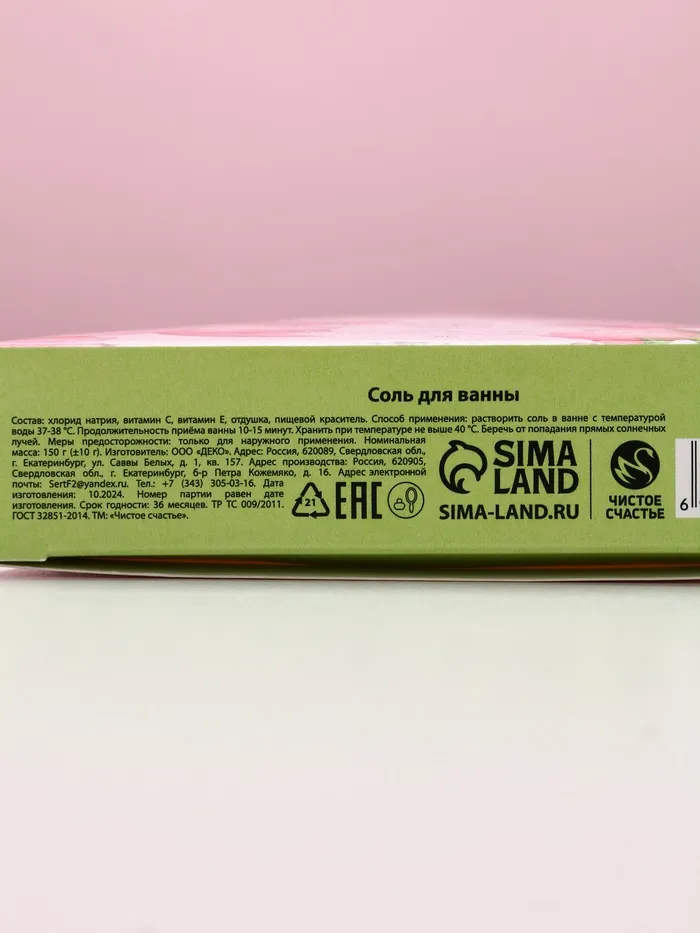 Соль для ванны
Состав: хлорид натрия, витамин С, витамин Е, отдушка, пищевой краситель. Способ применения: растворить соль в ванне с температурой
воды 37-38 °С. Продолжительность приёма ванны 10-15 минут. Хранить при температуре не выше 40 °С. Беречь от попадания прямых солнечных
лучей. Меры предосторожности: только для наружного применения. Номинальная
масса: 150 г (±10 г). Изготовитель: ООО «ДЕКО». Адрес: Россия, 620089, Свердловская обл.,
г. Екатеринбург, ул. Саввы Белых, д. 1, кв. 157. Адрес производства: Россия, 620905,
Свердловская обл., г. Екатеринбург, б-р Петра Кожемяко, д. 16. Адрес электронной
почты: SertF2@yandex.ru. Тел.: +7 (343) 305-03-16. Дата
изготовления: 10.2024. Номер партии равен дате
изготовления. Срок годности: 36 месяцев. ТР ТС 009/2011.
ГОСТ 32851-2014. ТМ: «Чистое счастье».
21
ЕАС
SIMA
LAND
SIMA-LAND.RU
ЧИСТОЕ
СЧАСТЬЕ
6